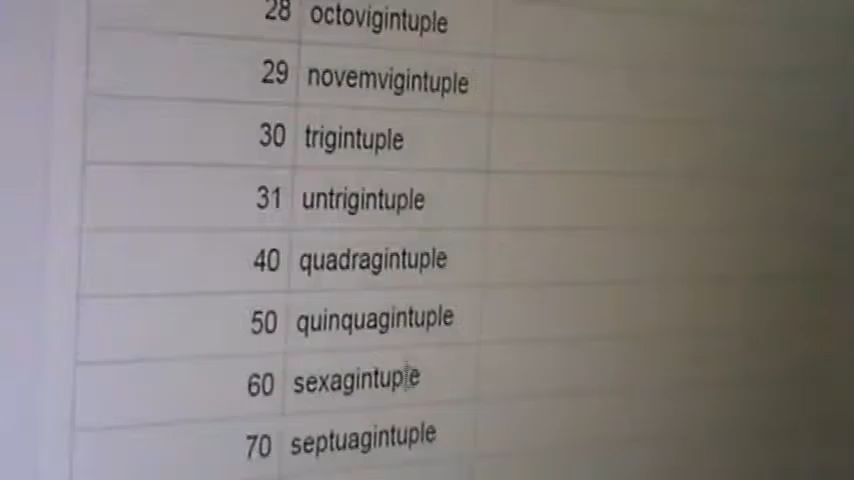 28 octovigintuple
29 novemvigintuple
30 trigintuple
31 untrigintuple
40 quadragintuple
50 quinquagintuple
60 sexagintuple
70 septuagintuple